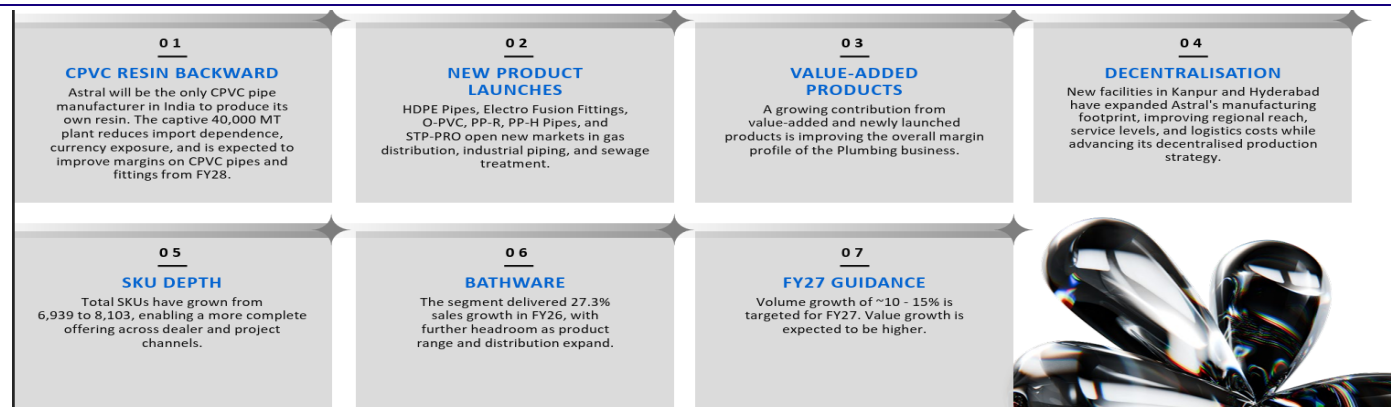 01
CPVC RESIN BACKWARD
Astral will be the only CPVC pipe
manufacturer in India to produce its
own resin. The captive 40,000 MT
plant reduces import dependence,
currency exposure, and is expected to
improve margins on CPVC pipes and
fittings from FY28.
02
NEW PRODUCT
LAUNCHES
HDPE Pipes, Electro Fusion Fittings,
O-PVC, PP-R, PP-H Pipes, and
STP-PRO open new markets in gas
distribution, industrial piping, and sewage
treatment.
03
VALUE-ADDED
PRODUCTS
A growing contribution from
value-added and newly launched
products is improving the overall margin
profile of the Plumbing business.
04
DECENTRALISATION
New facilities in Kanpur and Hyderabad
have expanded Astral's manufacturing
footprint, improving regional reach,
service levels, and logistics costs while
advancing its decentralised production
strategy.
05
SKU DEPTH
Total SKUs have grown from
6,939 to 8,103, enabling a more complete
offering across dealer and project
channels.
06
BATHWARE
The segment delivered 27.3%
sales growth in FY26, with
further headroom as product
range and distribution expand.
07
FY27 GUIDANCE
Volume growth of ~10 - 15% is
targeted for FY27. Value growth is
expected to be higher.